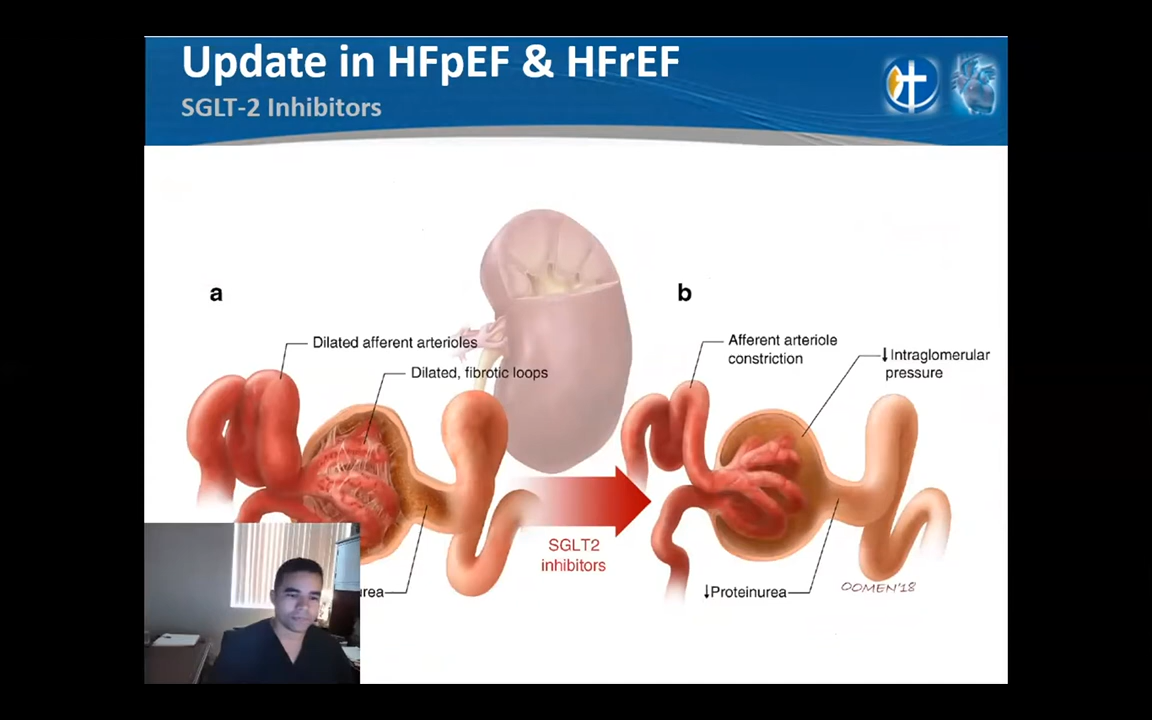 Update in HFpEF & HFrEF
SGLT-2 Inhibitors
a
Dilated afferent arterioles
Dilated, fibrotic loops
urea
SGLT2
inhibitors
b
Afferent arteriole
constriction
↓ Intraglomerular
pressure
↓Proteinurea
OOMEN'18